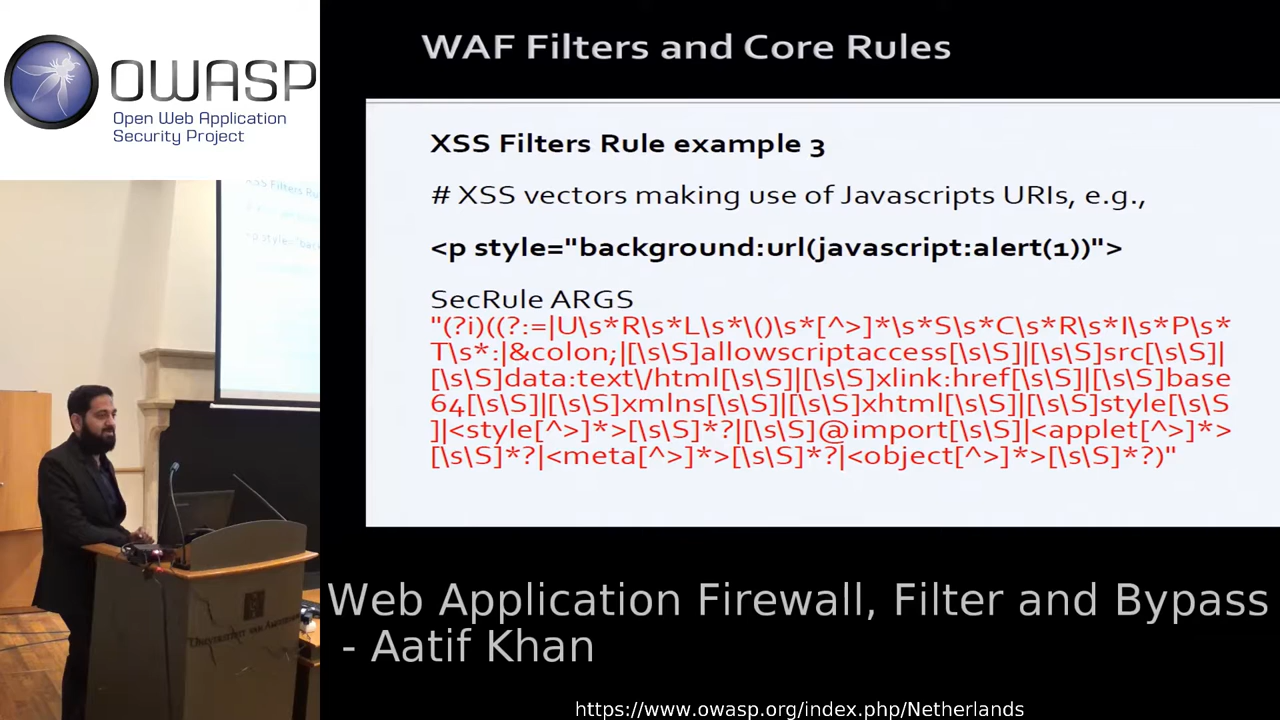 OWASP
Open Web Application
Security Project
WAF Filters and Core Rules
XSS Filters Rule example 3
# XSS vectors making use of Javascripts URIs, e.g.,
<p style="background:url(javascript:alert(1))">
SecRule ARGS
"(?i)((?:=|U\s*R\s*L\s*\()\s*[^>]*\s*S\s*C\s*R\s*I\s*P\s*
T\s*:|&colon;|[\s\S]allowscriptaccess[\s\S]|[\s\S]src[\s\S]|
[\s\S]data:text\/html[\s\S]|[\s\S]xlink:href[\s\S]|[\s\S]base
64[\s\S]|[\s\S]xmlns[\s\S]|[\s\S]xhtml[\s\S]|[\s\S]style[\s\S
]|<style[^>]*>[\s\S]*?|[\s\S]@import[\s\S]|<applet[^>]*>
[\s\S]*?|<meta[^>]*>[\s\S]*?|<object[^>]*>[\s\S]*?)"
Web Application Firewall, Filter and Bypass
- Aatif Khan
https://www.owasp.org/index.php/Netherlands